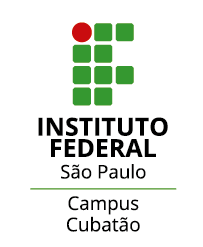 INSTITUTO
FEDERAL
São Paulo
Campus
Cubatão